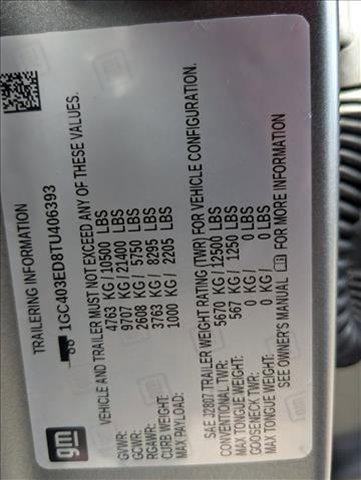 gm
TRAILERING INFORMATION
1GC403ED8TU406393
VEHICLE AND TRAILER MUST NOT EXCEED ANY OF THESE VALUES.
GVWR: 4763 KG/ 10500 LBS
GCWR: 9707 KG/ 21400 LBS
RGAWR: 2608 KG/ 5750 LBS
CURB WEIGHT: 3763 KG/ 8295 LBS
MAX PAYLOAD: 1000 KG/ 2205 LBS
SAE J2807 TRAILER WEIGHT RATING (TWR) FOR VEHICLE CONFIGURATION.
CONVENTIONAL TWR: 5670 KG/ 12500 LBS
MAX TONGUE WEIGHT: 567 KG/ 1250 LBS
GOOSENECK TWR: 0 KG/ 0 LBS
MAX TONGUE WEIGHT: 0 KG/ 0 LBS
SEE OWNER'S MANUAL FOR MORE INFORMATION